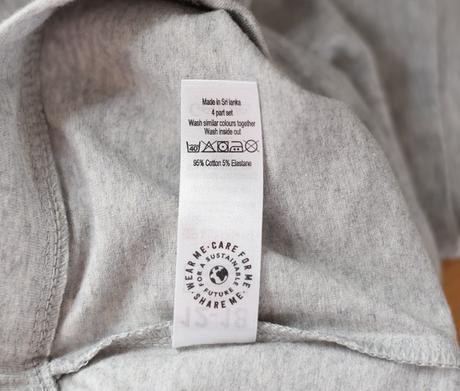 Made in Sri lanka
4 part set
Wash similar colours together
Wash inside out
40
95% Cotton 5% Elastane
WEAR ME • CARE FOR ME • SHARE ME •
FOR A SUSTAINABLE FUTURE